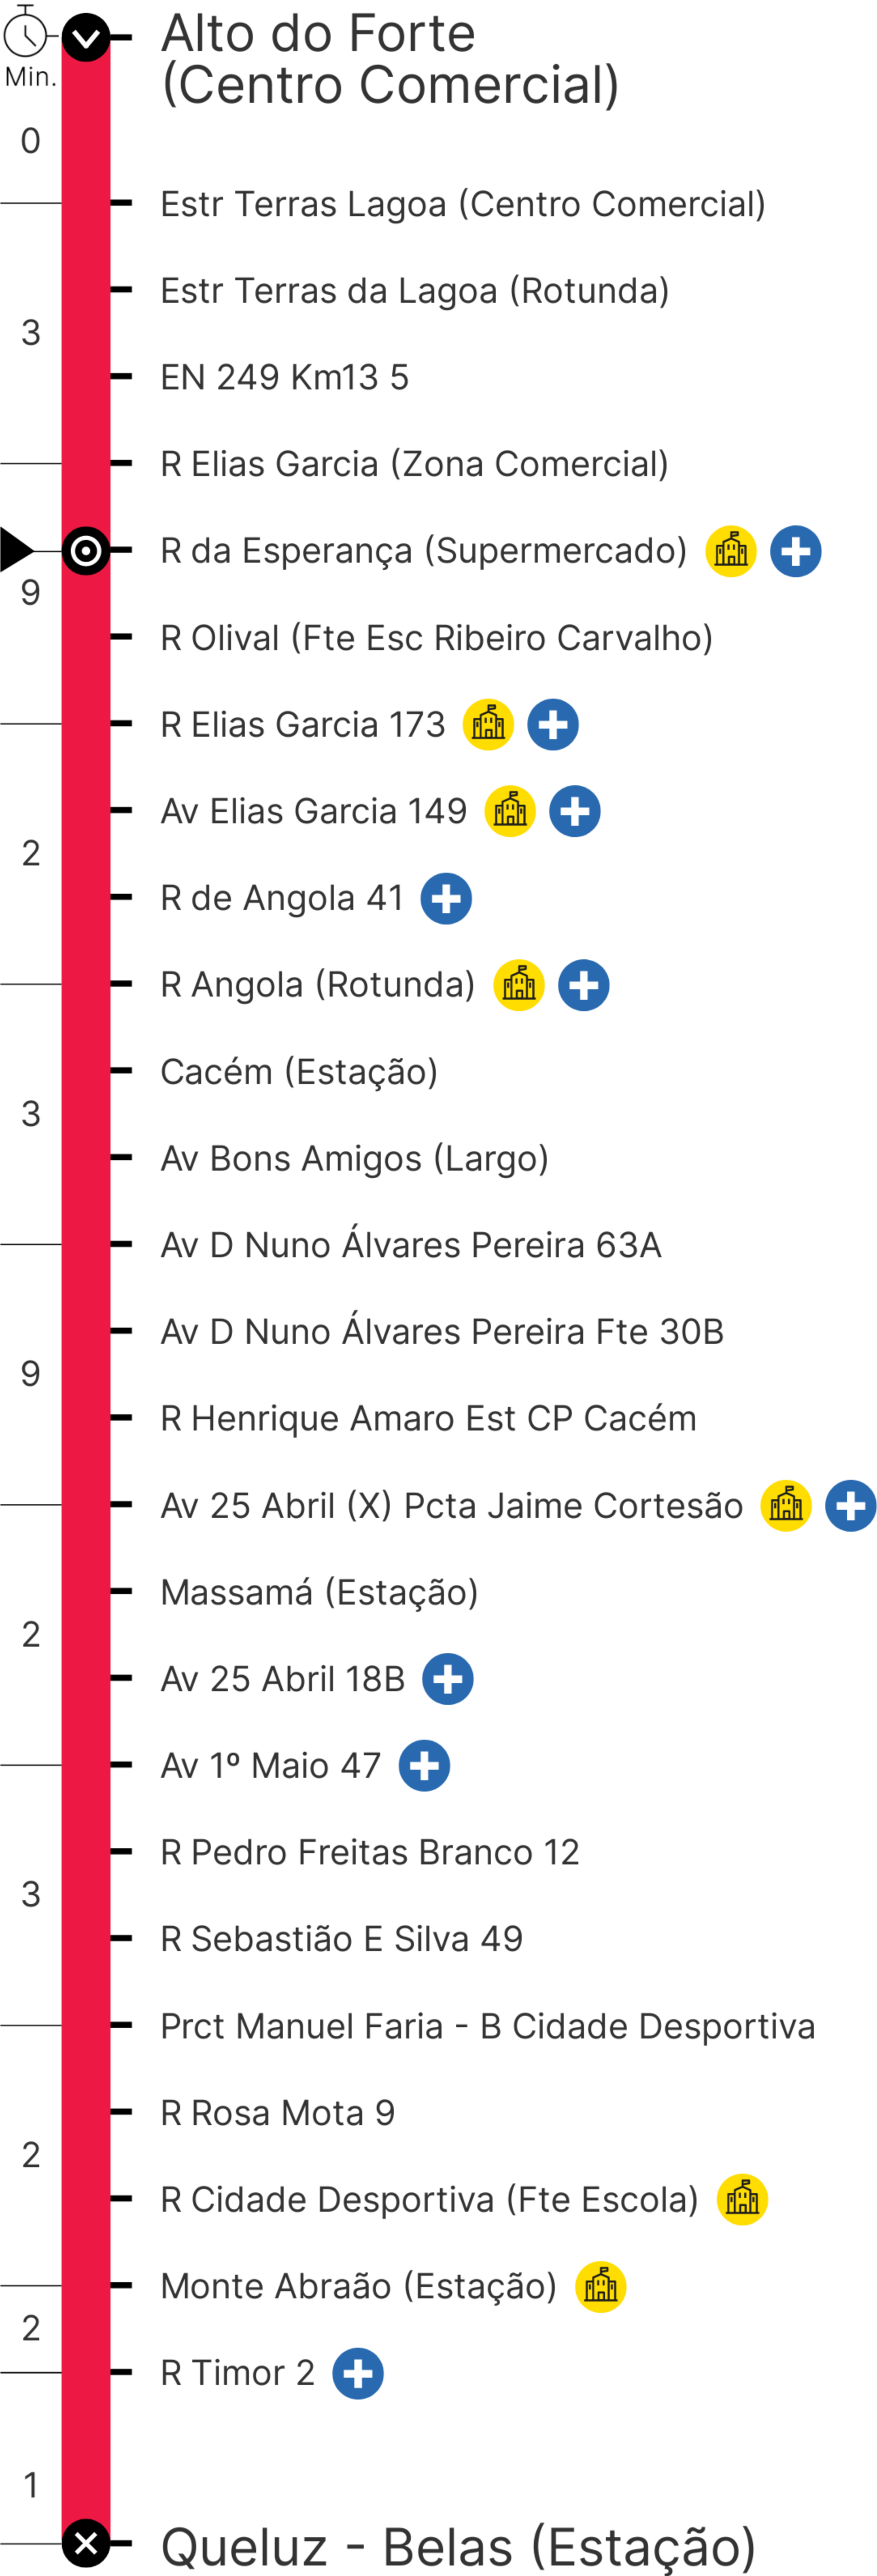 Alto do Forte
(Centro Comercial)
Min.
0
Estr Terras Lagoa (Centro Comercial)
Estr Terras da Lagoa (Rotunda)
3
EN 249 Km13 5
R Elias Garcia (Zona Comercial)
R da Esperança (Supermercado)
9
R Olival (Fte Esc Ribeiro Carvalho)
R Elias Garcia 173
Av Elias Garcia 149
2
R de Angola 41
R Angola (Rotunda)
Cacém (Estação)
3
Av Bons Amigos (Largo)
Av D Nuno Álvares Pereira 63A
Av D Nuno Álvares Pereira Fte 30B
9
R Henrique Amaro Est CP Cacém
Av 25 Abril (X) Pcta Jaime Cortesão
Massamá (Estação)
2
Av 25 Abril 18B
Av 1º Maio 47
R Pedro Freitas Branco 12
3
R Sebastião E Silva 49
Prct Manuel Faria - B Cidade Desportiva
R Rosa Mota 9
2
R Cidade Desportiva (Fte Escola)
Monte Abraão (Estação)
2
R Timor 2
1
Queluz - Belas (Estação)